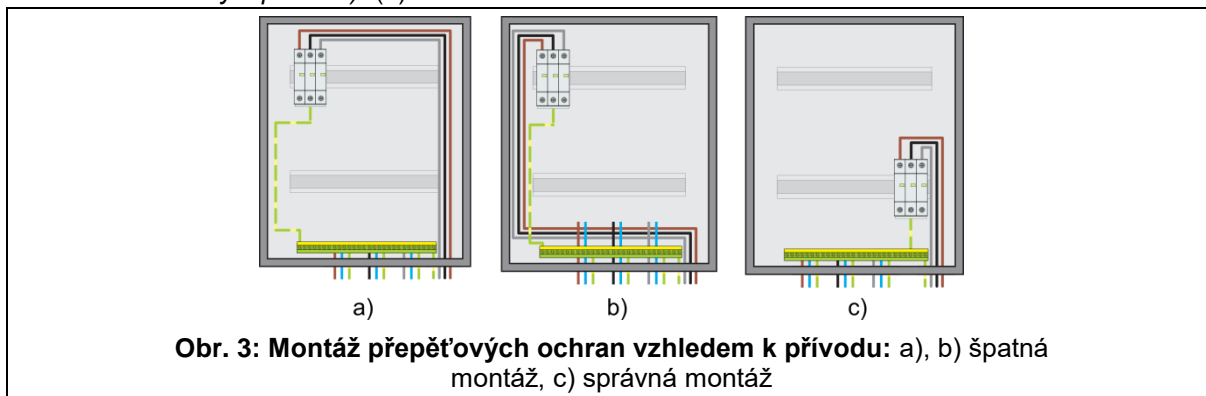 a)
b)
c)
Obr. 3: Montáž přepěťových ochran vzhledem k přívodu: a), b) špatná
montáž, c) správná montáž